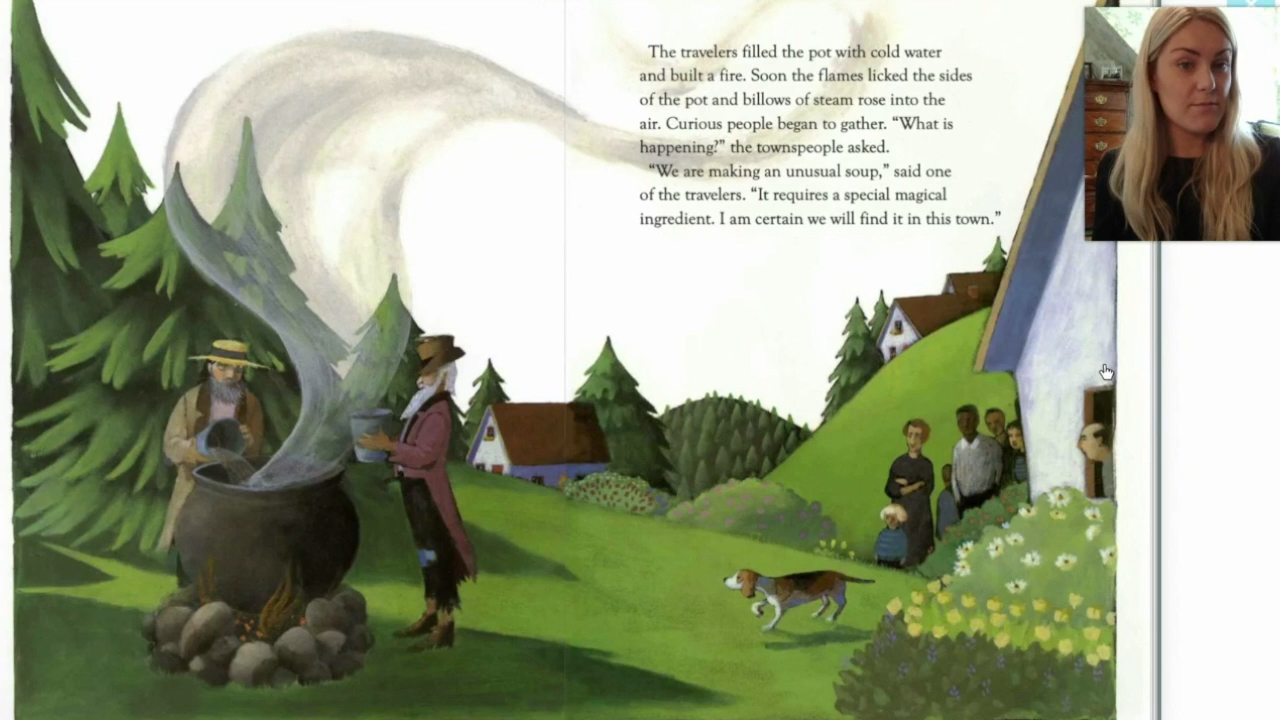 The travelers filled the pot with cold water
and built a fire. Soon the flames licked the sides
of the pot and billows of steam rose into the
air. Curious people began to gather. “What is
happening?” the townspeople asked.
“We are making an unusual soup,” said one
of the travelers. “It requires a special magical
ingredient. I am certain we will find it in this town.”